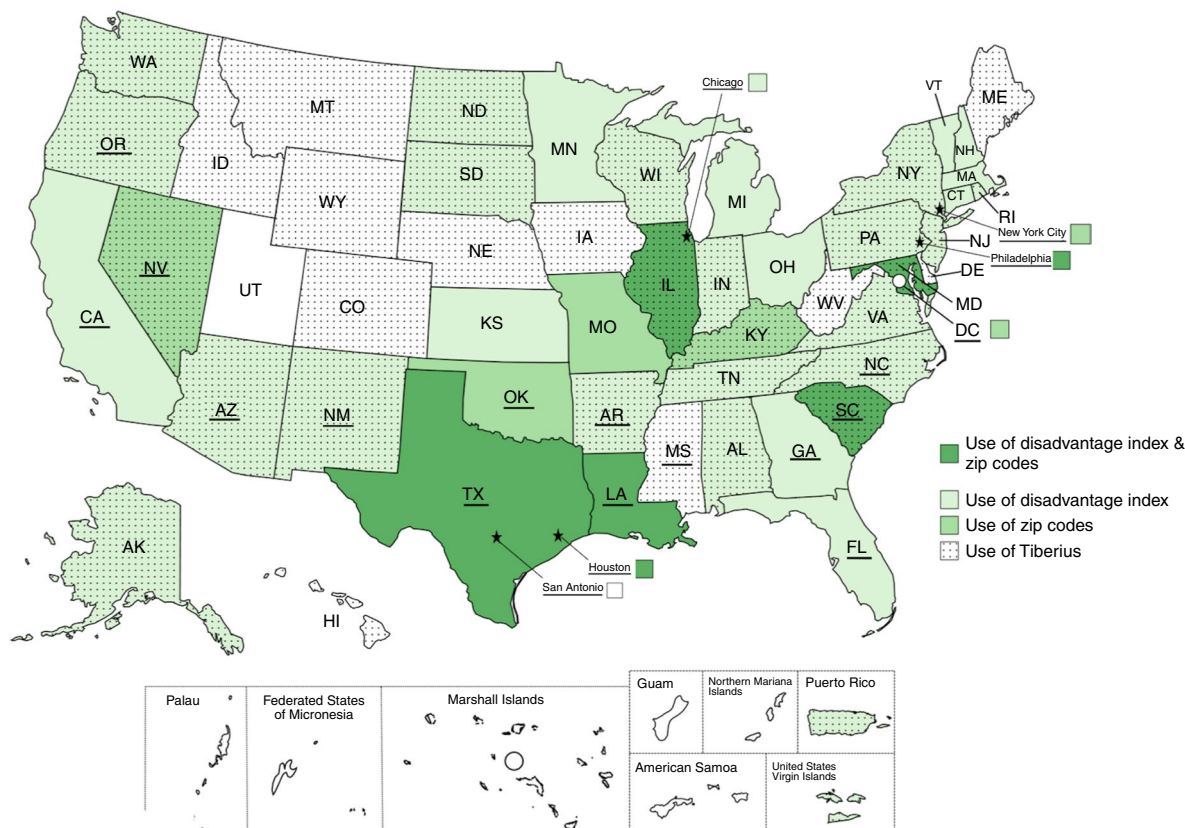 WA
MT
ND
MN
Chicago
VT
ME
OR
ID
SD
WI
MI
NY
NH
MA
CT
RI
WY
NE
IA
New York City
PA
NJ
Philadelphia
NV
UT
CO
IL
IN
OH
DE
WV
MD
CA
KS
MO
KY
VA
DC
AZ
NM
OK
AR
TN
NC
MS
AL
GA
SC
TX
LA
FL
Use of disadvantage index &
zip codes
Use of disadvantage index
Use of zip codes
Use of Tiberius
AK
HI
Houston
San Antonio
Palau
Federated States
of Micronesia
Marshall Islands
Guam
Northern Mariana
Islands
Puerto Rico
American Samoa
United States
Virgin Islands